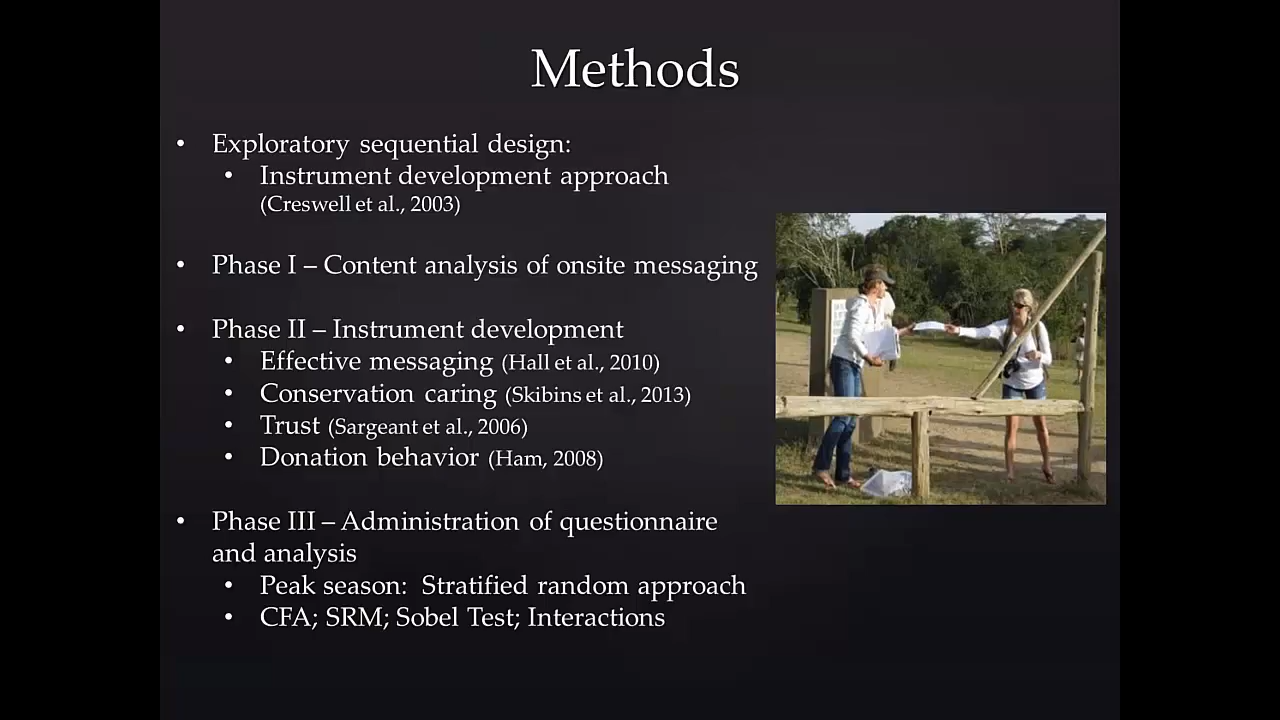 Methods
• Exploratory sequential design:
• Instrument development approach
(Creswell et al., 2003)
• Phase I – Content analysis of onsite messaging
• Phase II – Instrument development
• Effective messaging (Hall et al., 2010)
• Conservation caring (Skibins et al., 2013)
• Trust (Sargeant et al., 2006)
• Donation behavior (Ham, 2008)
• Phase III – Administration of questionnaire
and analysis
• Peak season:  Stratified random approach
• CFA; SRM; Sobel Test; Interactions